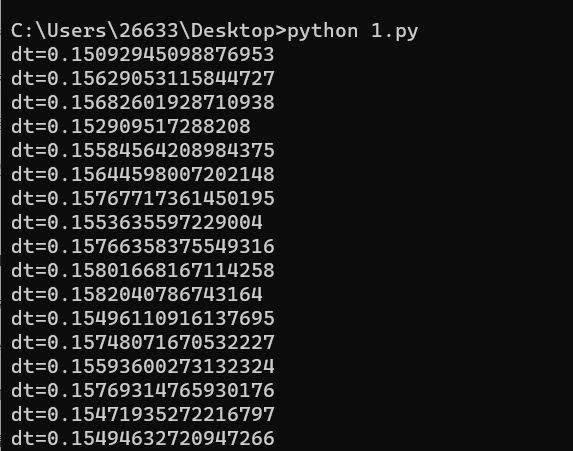 C:\Users\26633\Desktop>python 1.py
dt=0.15092945098876953
dt=0.15629053115844727
dt=0.15682601928710938
dt=0.152909517288208
dt=0.15584564208984375
dt=0.15644598007202148
dt=0.15767717361450195
dt=0.1553635597229004
dt=0.15766358375549316
dt=0.15801668167114258
dt=0.1582040786743164
dt=0.15496110916137695
dt=0.15748071670532227
dt=0.15593600273132324
dt=0.15769314765930176
dt=0.15471935272216797
dt=0.15494632720947266